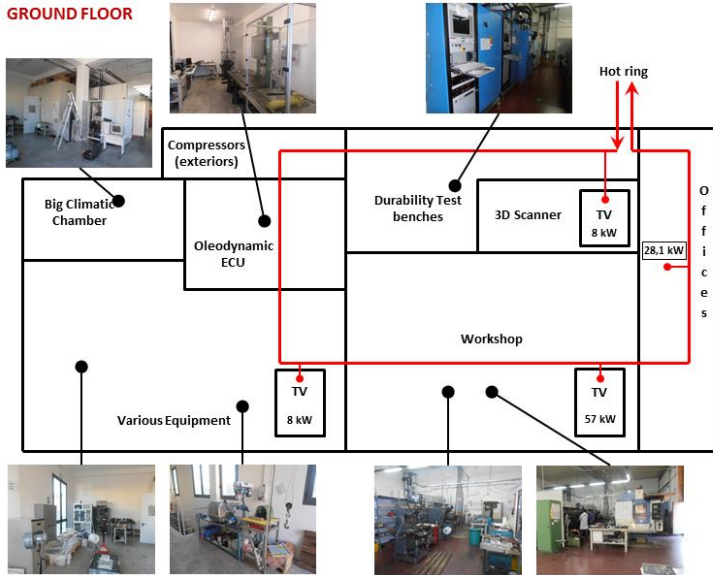 GROUND FLOOR
Hot ring
Compressors
(exteriors)
Big Climatic
Chamber
Oleodynamic
ECU
Durability Test
benches
3D Scanner
TV
8 kW
28,1 kW
Offices
Workshop
Various Equipment
TV
8 kW
TV
57 kW